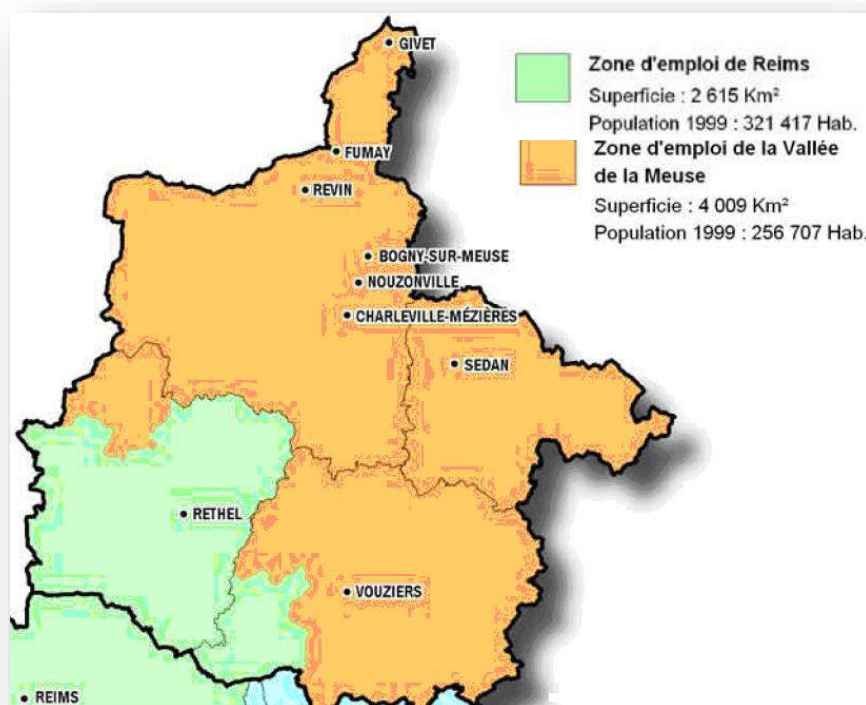 GIVET
Zone d'emploi de Reims
Superficie : 2 615 Km²
Population 1999 : 321 417 Hab.
Zone d'emploi de la Vallée
de la Meuse
Superficie : 4 009 Km²
Population 1999 : 256 707 Hab.
FUMAY
REVIN
BOGNY-SUR-MEUSE
NOUZONVILLE
CHARLEVILLE-MÉZIÈRES
SEDAN
RETHEL
VOUZIERS
REIMS